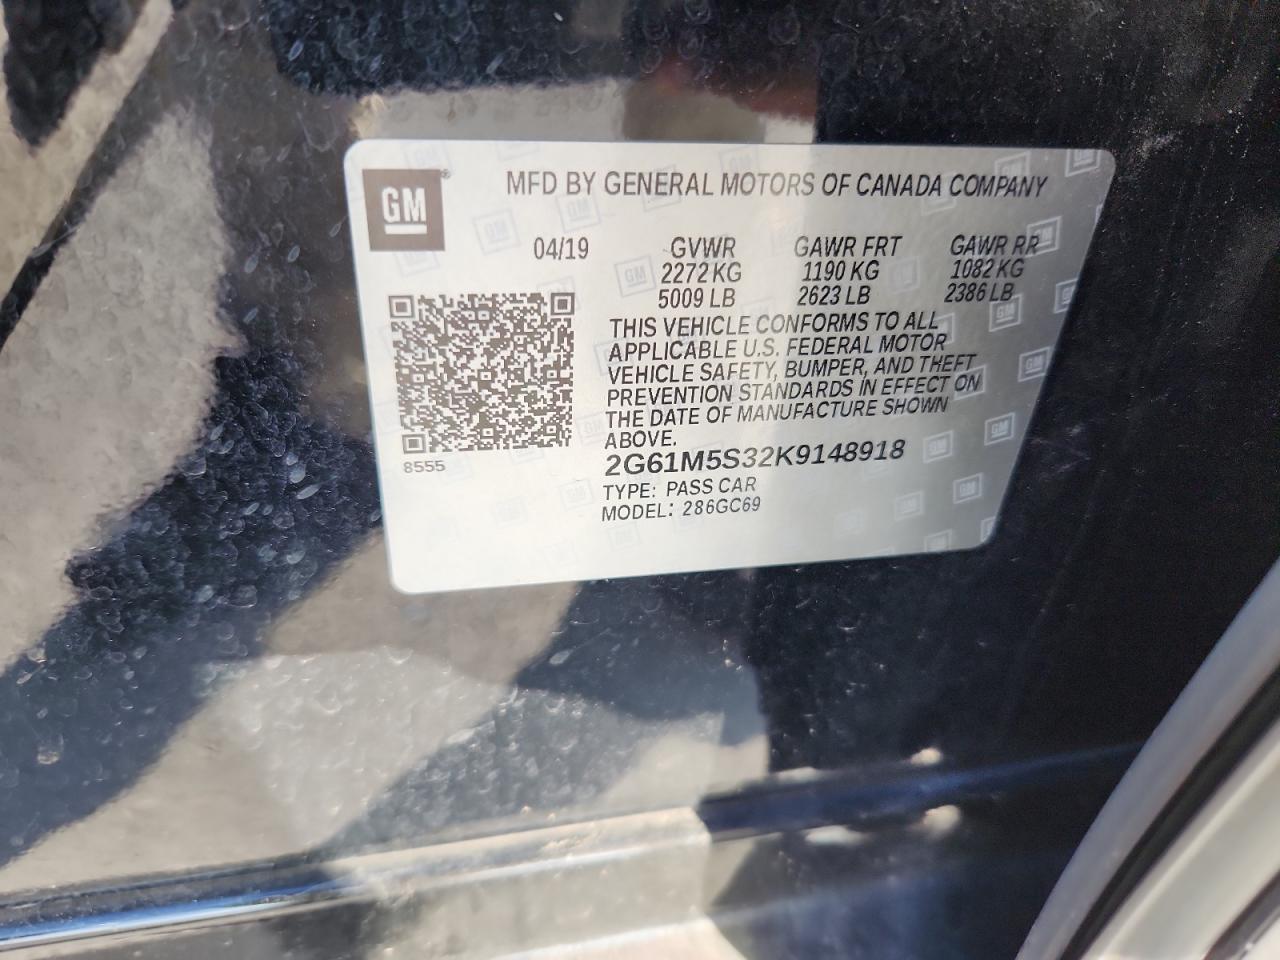 GM®
MFD BY GENERAL MOTORS OF CANADA COMPANY
04/19 GVWR GAWR FRT GAWR RR
2272 KG 1190 KG 1082 KG
5009 LB 2623 LB 2386 LB
THIS VEHICLE CONFORMS TO ALL
APPLICABLE U.S. FEDERAL MOTOR
VEHICLE SAFETY, BUMPER, AND THEFT
PREVENTION STANDARDS IN EFFECT ON
THE DATE OF MANUFACTURE SHOWN
ABOVE.
8555
2G61M5S32K9148918
TYPE: PASS CAR
MODEL: 286GC69